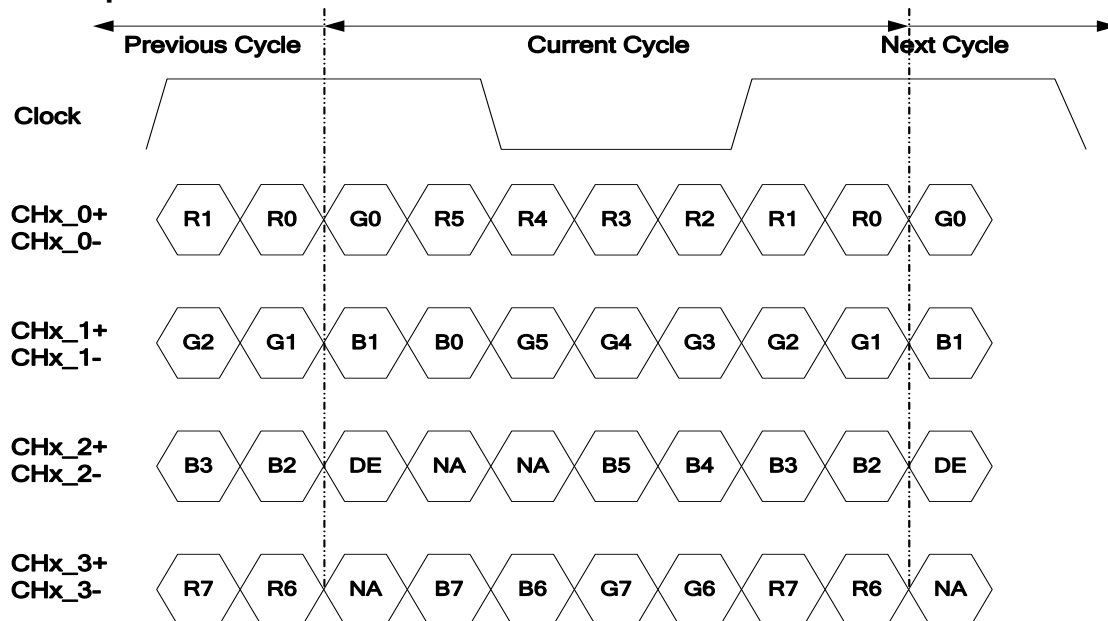 Previous Cycle Current Cycle Next Cycle
Clock
CHx_0+ R1 R0 G0 R5 R4 R3 R2 R1 R0 G0
CHx_0-
CHx_1+ G2 G1 B1 B0 G5 G4 G3 G2 G1 B1
CHx_1-
CHx_2+ B3 B2 DE NA NA B5 B4 B3 B2 DE
CHx_2-
CHx_3+ R7 R6 NA B7 B6 G7 G6 R7 R6 NA
CHx_3-